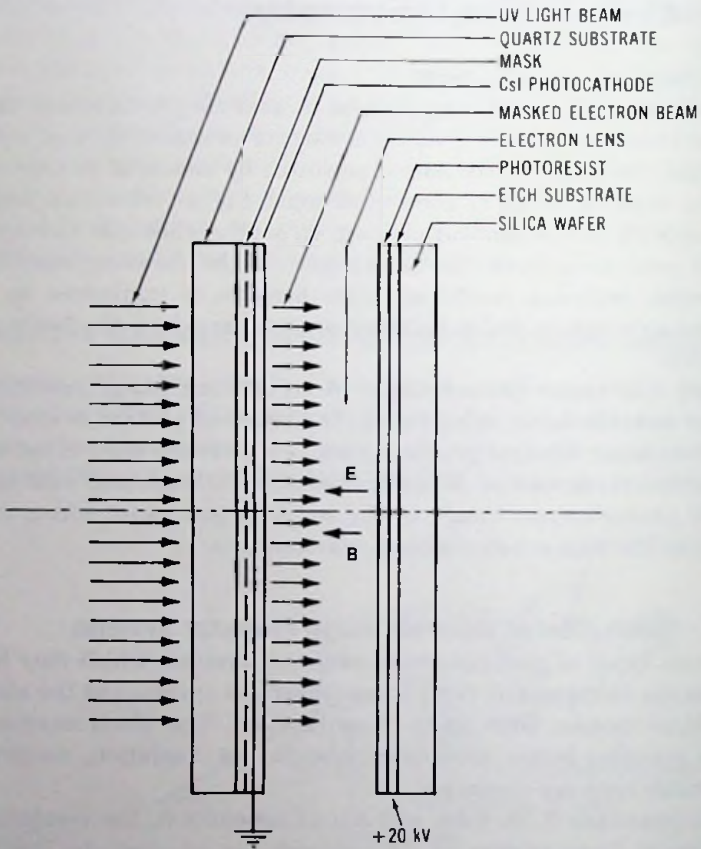 UV LIGHT BEAM
QUARTZ SUBSTRATE
MASK
CsI PHOTOCATHODE
MASKED ELECTRON BEAM
ELECTRON LENS
PHOTORESIST
ETCH SUBSTRATE
SILICA WAFER
E
B
+20 kV